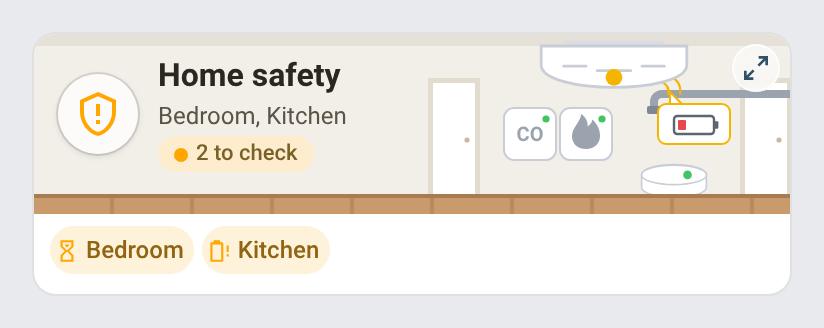 Home safety
Bedroom, Kitchen
2 to check
CO
Bedroom
Kitchen